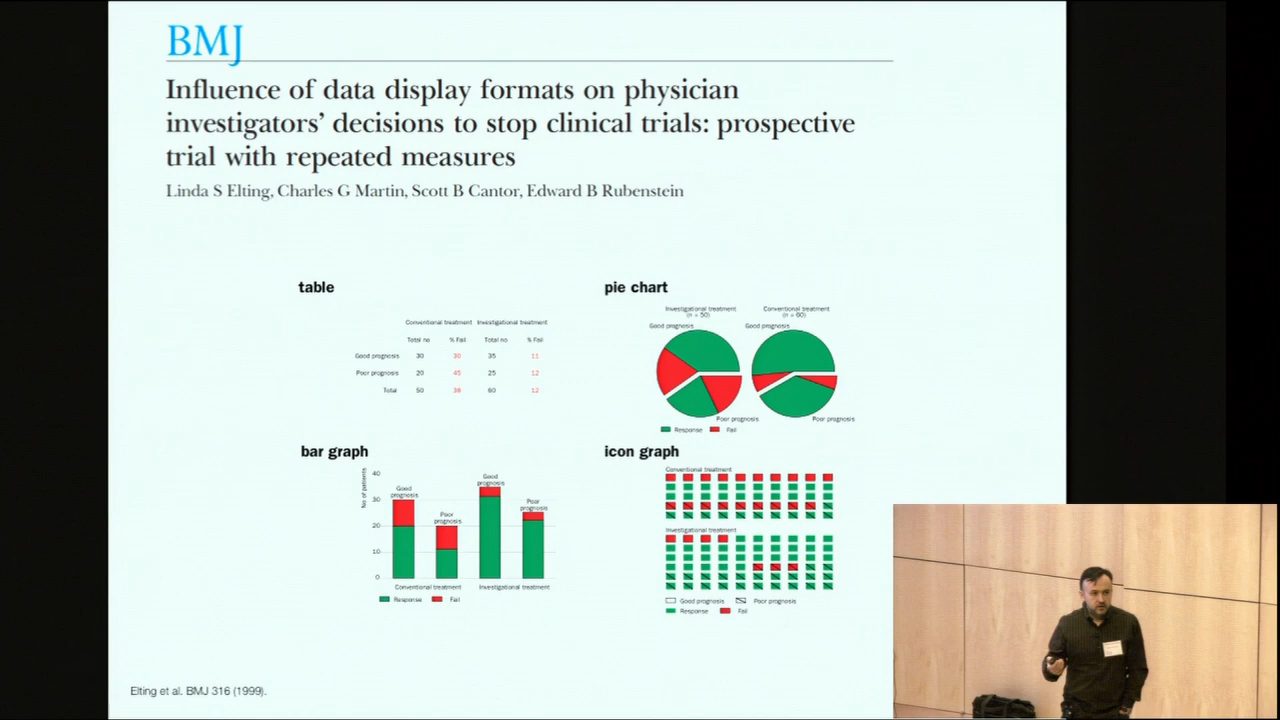 BMJ
Influence of data display formats on physician
investigators' decisions to stop clinical trials: prospective
trial with repeated measures
Linda S Elting, Charles G Martin, Scott B Cantor, Edward B Rubenstein
table
Conventional treatment Investigational treatment
Total no % Fail Total no % Fail
Good prognosis 30 30 35 11
Poor prognosis 20 45 25 12
Total 50 38 60 12
pie chart
Investigational treatment
(n = 50)
Conventional treatment
(n = 60)
Good prognosis
Good prognosis
Poor prognosis
Poor prognosis
Response Fail
bar graph
No of patients
40
30
20
10
0
Good
prognosis
Poor
prognosis
Good
prognosis
Poor
prognosis
Conventional treatment Investigational treatment
Response Fail
icon graph
Conventional treatment
Investigational treatment
Good prognosis Poor prognosis
Response Fail
Elting et al. BMJ 316 (1999).